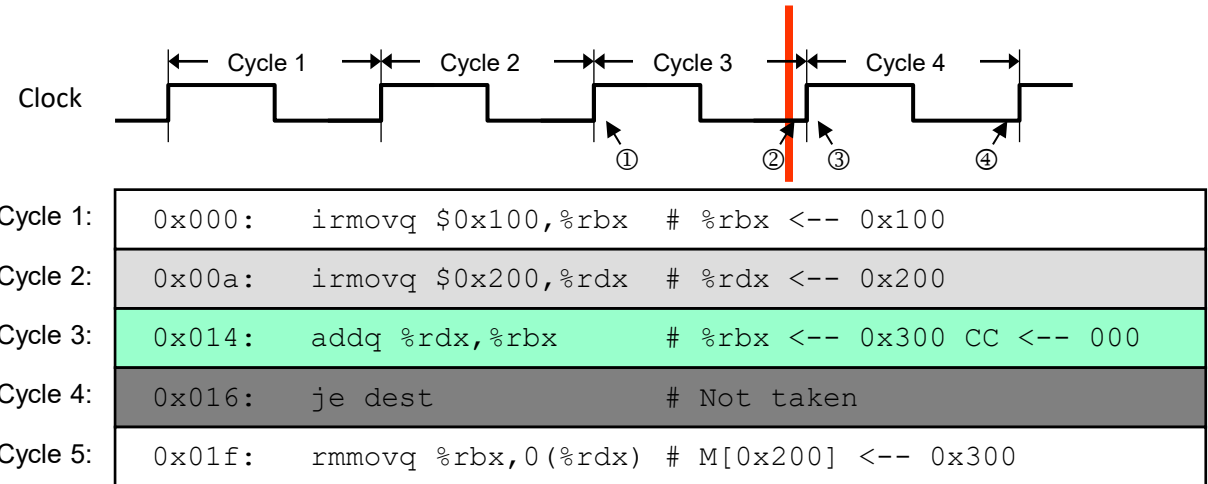 Cycle 1 Cycle 2 Cycle 3 Cycle 4
Clock
① ② ③ ④
Cycle 1: 0x000: irmovq $0x100,%rbx # %rbx <-- 0x100
Cycle 2: 0x00a: irmovq $0x200,%rdx # %rdx <-- 0x200
Cycle 3: 0x014: addq %rdx,%rbx # %rbx <-- 0x300 CC <-- 000
Cycle 4: 0x016: je dest # Not taken
Cycle 5: 0x01f: rmmovq %rbx,0(%rdx) # M[0x200] <-- 0x300